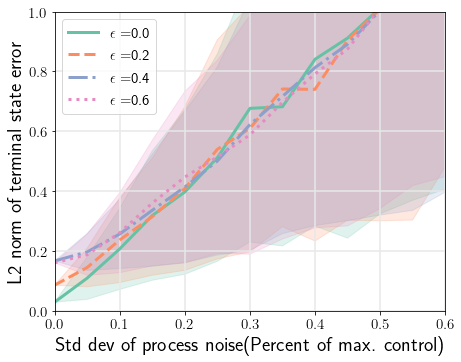 L2 norm of terminal state error
1.0
0.8
0.6
0.4
0.2
0.0
ϵ =0.0
ϵ =0.2
ϵ =0.4
ϵ =0.6
0.0 0.1 0.2 0.3 0.4 0.5 0.6
Std dev of process noise(Percent of max. control)